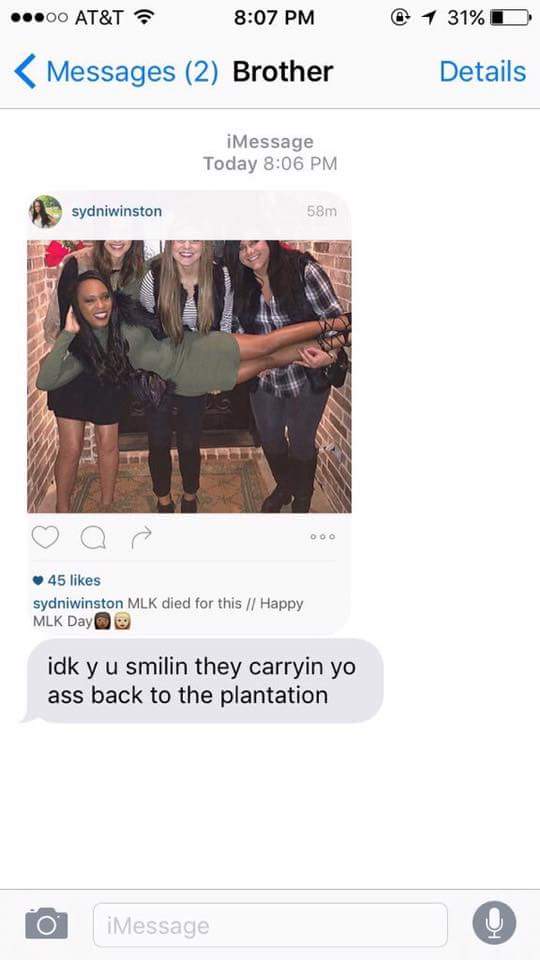 AT&T 8:07 PM 31%
Messages (2) Brother Details
iMessage
Today 8:06 PM
sydniwinston 58m
45 likes
sydniwinston MLK died for this // Happy
MLK Day👩🏾👩🏼
idk y u smilin they carryin yo
ass back to the plantation
iMessage